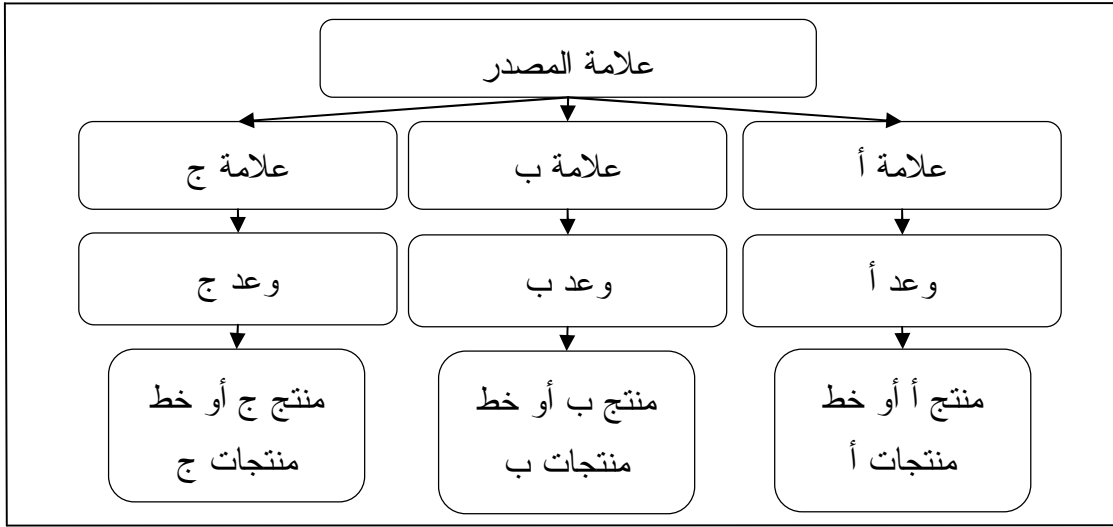 علامة المصدر
علامة أ
علامة ب
علامة ج
وعد أ
وعد ب
وعد ج
منتج أ أو خط
منتجات أ
منتج ب أو خط
منتجات ب
منتج ج أو خط
منتجات ج